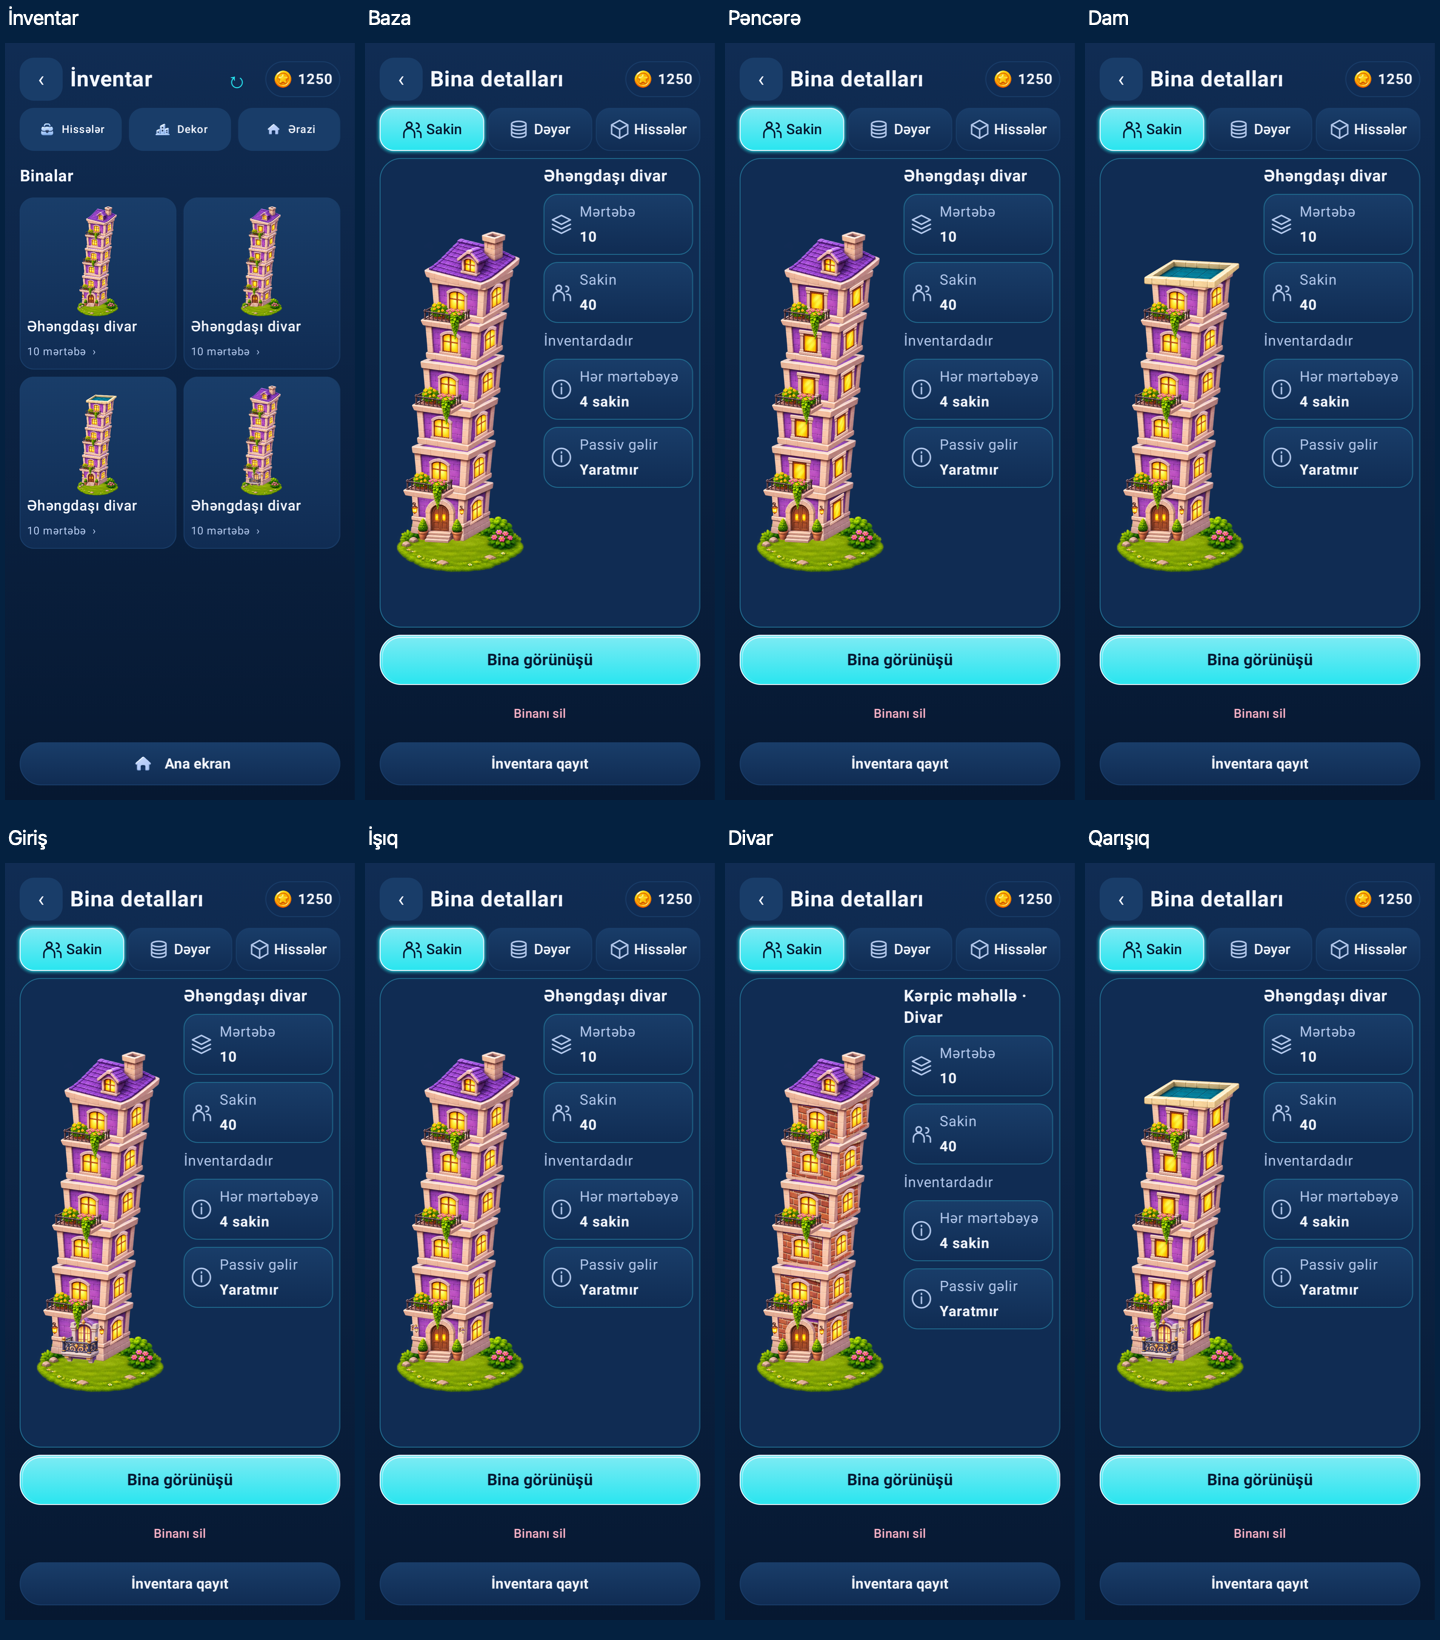 İnventar
‹ İnventar ↻ 1250
Hissələr Dekor Ərazi
Binalar
Əhəngdaşı divar Əhəngdaşı divar
10 mərtəbə › 10 mərtəbə ›
Əhəngdaşı divar Əhəngdaşı divar
10 mərtəbə › 10 mərtəbə ›
Ana ekran
Baza
‹ Bina detalları 1250
Sakin Dəyər Hissələr
Əhəngdaşı divar
Mərtəbə
10
Sakin
40
İnventardadır
Hər mərtəbəyə
4 sakin
Passiv gəlir
Yaratmır
Bina görünüşü
Binanı sil
İnventara qayıt
Pəncərə
‹ Bina detalları 1250
Sakin Dəyər Hissələr
Əhəngdaşı divar
Mərtəbə
10
Sakin
40
İnventardadır
Hər mərtəbəyə
4 sakin
Passiv gəlir
Yaratmır
Bina görünüşü
Binanı sil
İnventara qayıt
Dam
‹ Bina detalları 1250
Sakin Dəyər Hissələr
Əhəngdaşı divar
Mərtəbə
10
Sakin
40
İnventardadır
Hər mərtəbəyə
4 sakin
Passiv gəlir
Yaratmır
Bina görünüşü
Binanı sil
İnventara qayıt
Giriş
‹ Bina detalları 1250
Sakin Dəyər Hissələr
Əhəngdaşı divar
Mərtəbə
10
Sakin
40
İnventardadır
Hər mərtəbəyə
4 sakin
Passiv gəlir
Yaratmır
Bina görünüşü
Binanı sil
İnventara qayıt
İşıq
‹ Bina detalları 1250
Sakin Dəyər Hissələr
Əhəngdaşı divar
Mərtəbə
10
Sakin
40
İnventardadır
Hər mərtəbəyə
4 sakin
Passiv gəlir
Yaratmır
Bina görünüşü
Binanı sil
İnventara qayıt
Divar
‹ Bina detalları 1250
Sakin Dəyər Hissələr
Kərpic məhəllə ·
Divar
Mərtəbə
10
Sakin
40
İnventardadır
Hər mərtəbəyə
4 sakin
Passiv gəlir
Yaratmır
Bina görünüşü
Binanı sil
İnventara qayıt
Qarışıq
‹ Bina detalları 1250
Sakin Dəyər Hissələr
Əhəngdaşı divar
Mərtəbə
10
Sakin
40
İnventardadır
Hər mərtəbəyə
4 sakin
Passiv gəlir
Yaratmır
Bina görünüşü
Binanı sil
İnventara qayıt